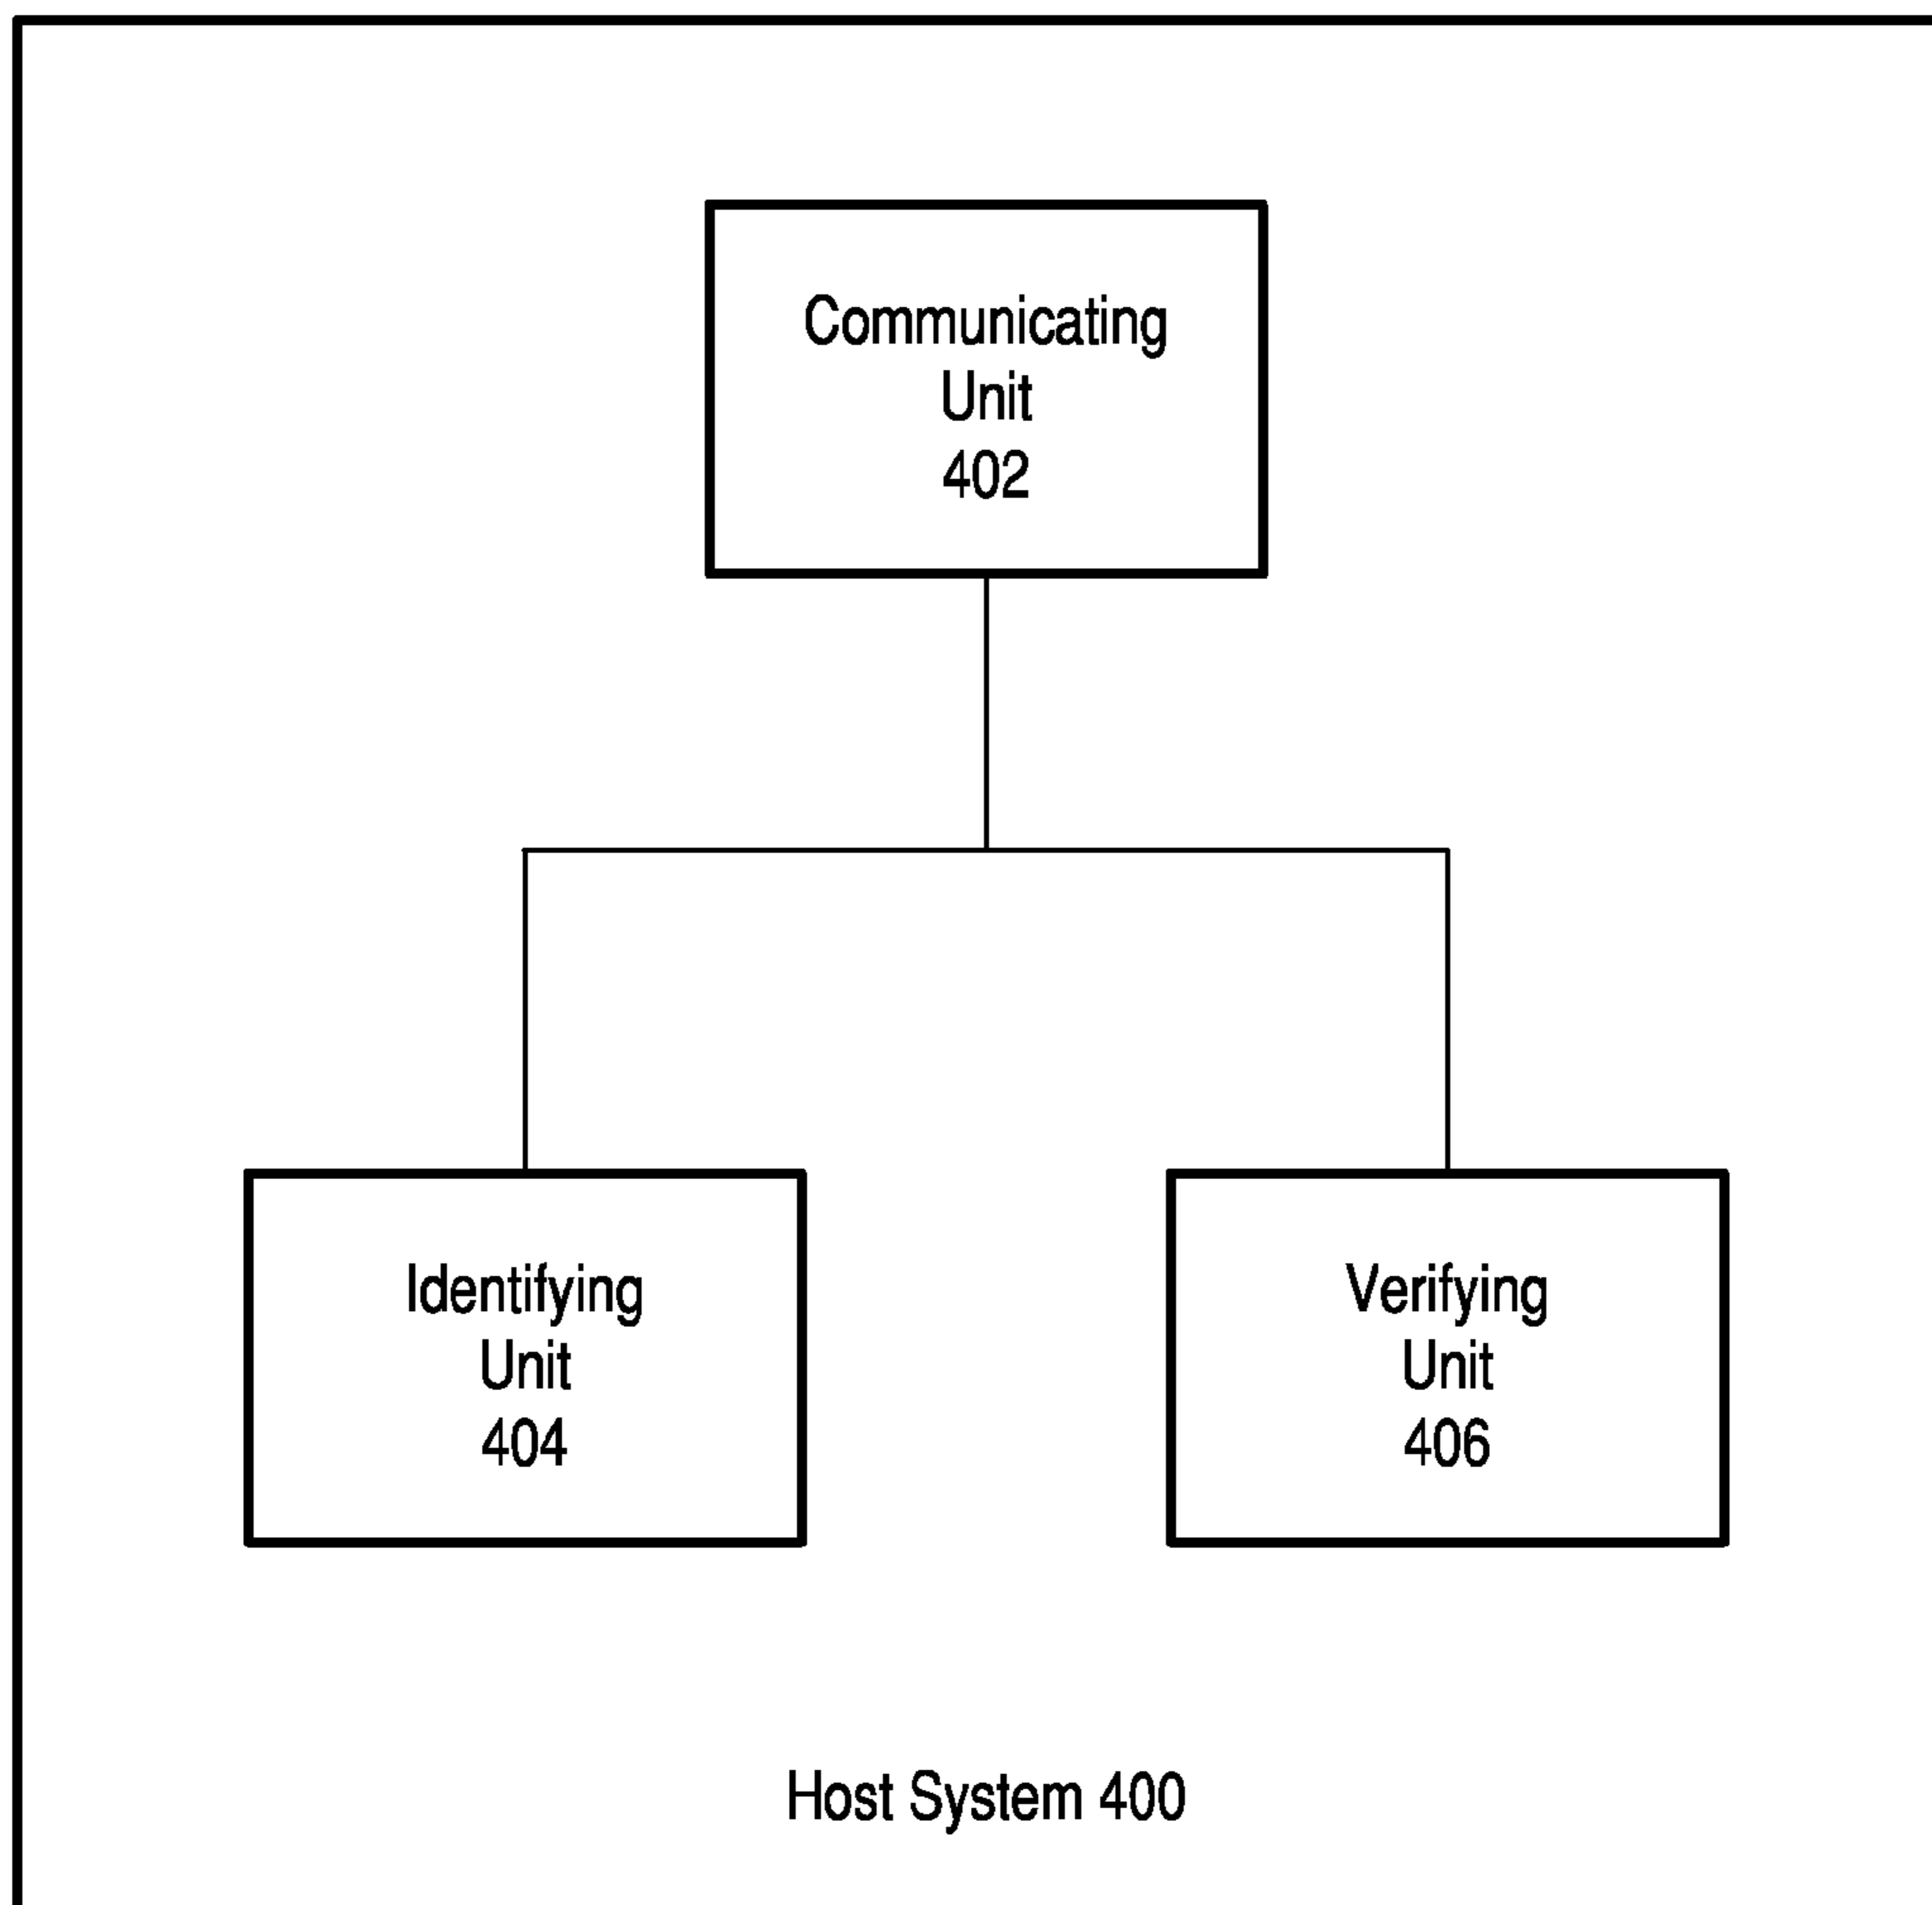 Communicating
Unit
402
Identifying
Unit
404
Verifying
Unit
406
Host System 400